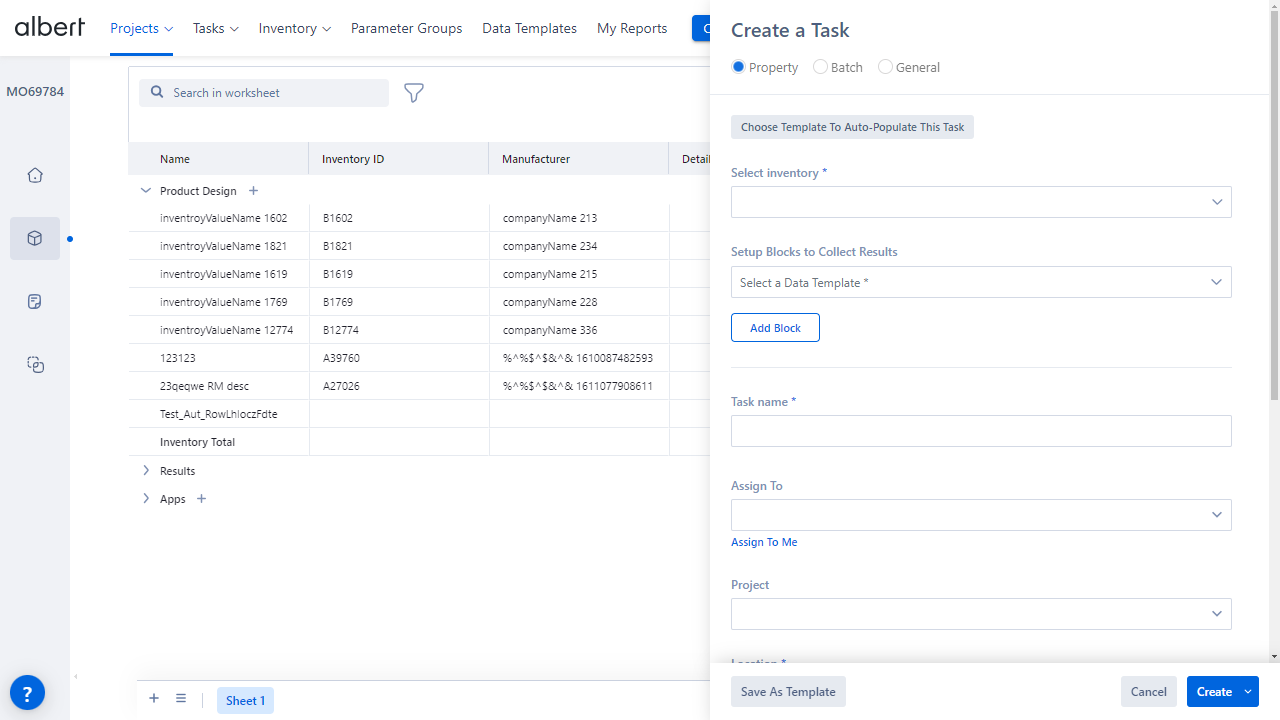 albert
Projects
Tasks
Inventory
Parameter Groups
Data Templates
My Reports
MO69784
Search in worksheet
Name Inventory ID Manufacturer Detail
Product Design +
inventroyValueName 1602 B1602 companyName 213
inventroyValueName 1821 B1821 companyName 234
inventroyValueName 1619 B1619 companyName 215
inventroyValueName 1769 B1769 companyName 228
inventroyValueName 12774 B12774 companyName 336
123123 A39760 %^%$^$&^& 1610087482593
23qeqwe RM desc A27026 %^%$^$&^& 1611077908611
Test_Aut_RowLhloczFdte
Inventory Total
Results
Apps +
+ Sheet 1
?
Create a Task
Property Batch General
Choose Template To Auto-Populate This Task
Select inventory *
Setup Blocks to Collect Results
Select a Data Template *
Add Block
Task name *
Assign To
Assign To Me
Project
Location *
Save As Template Cancel Create